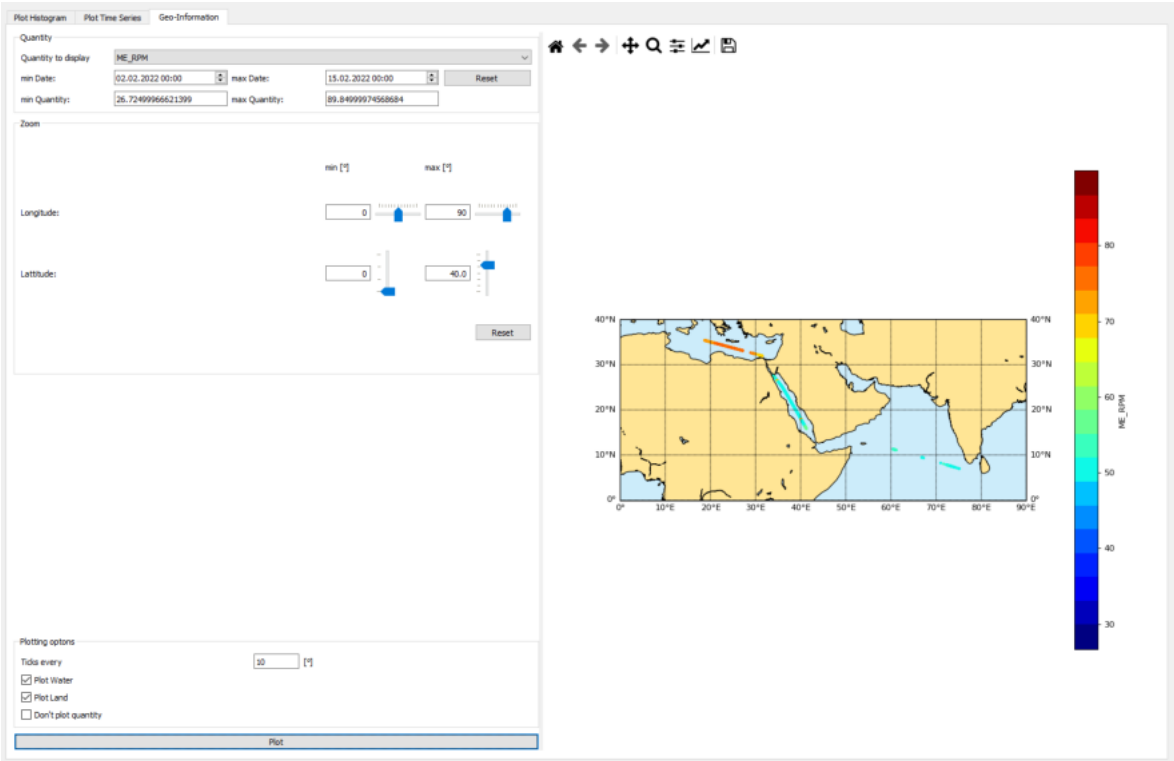 Plot Histogram Plot Time Series Geo-Information
Quantity
Quantity to display ME_RPM
min Date: 02.02.2022 00:00 max Date: 15.02.2022 00:00 Reset
min Quantity: 26.72499966621399 max Quantity: 89.84999974568684
Zoom
min [°] max [°]
Longitude: 0 90
Lattitude: 0 40.0
Reset
Plotting optons
Ticks every 10 [°]
Plot Water
Plot Land
Don't plot quantity
Plot
40°N 40°N
30°N 30°N
20°N 20°N
10°N 10°N
0° 0°
0° 10°E 20°E 30°E 40°E 50°E 60°E 70°E 80°E 90°E
80
70
60
50
40
30
ME_RPM